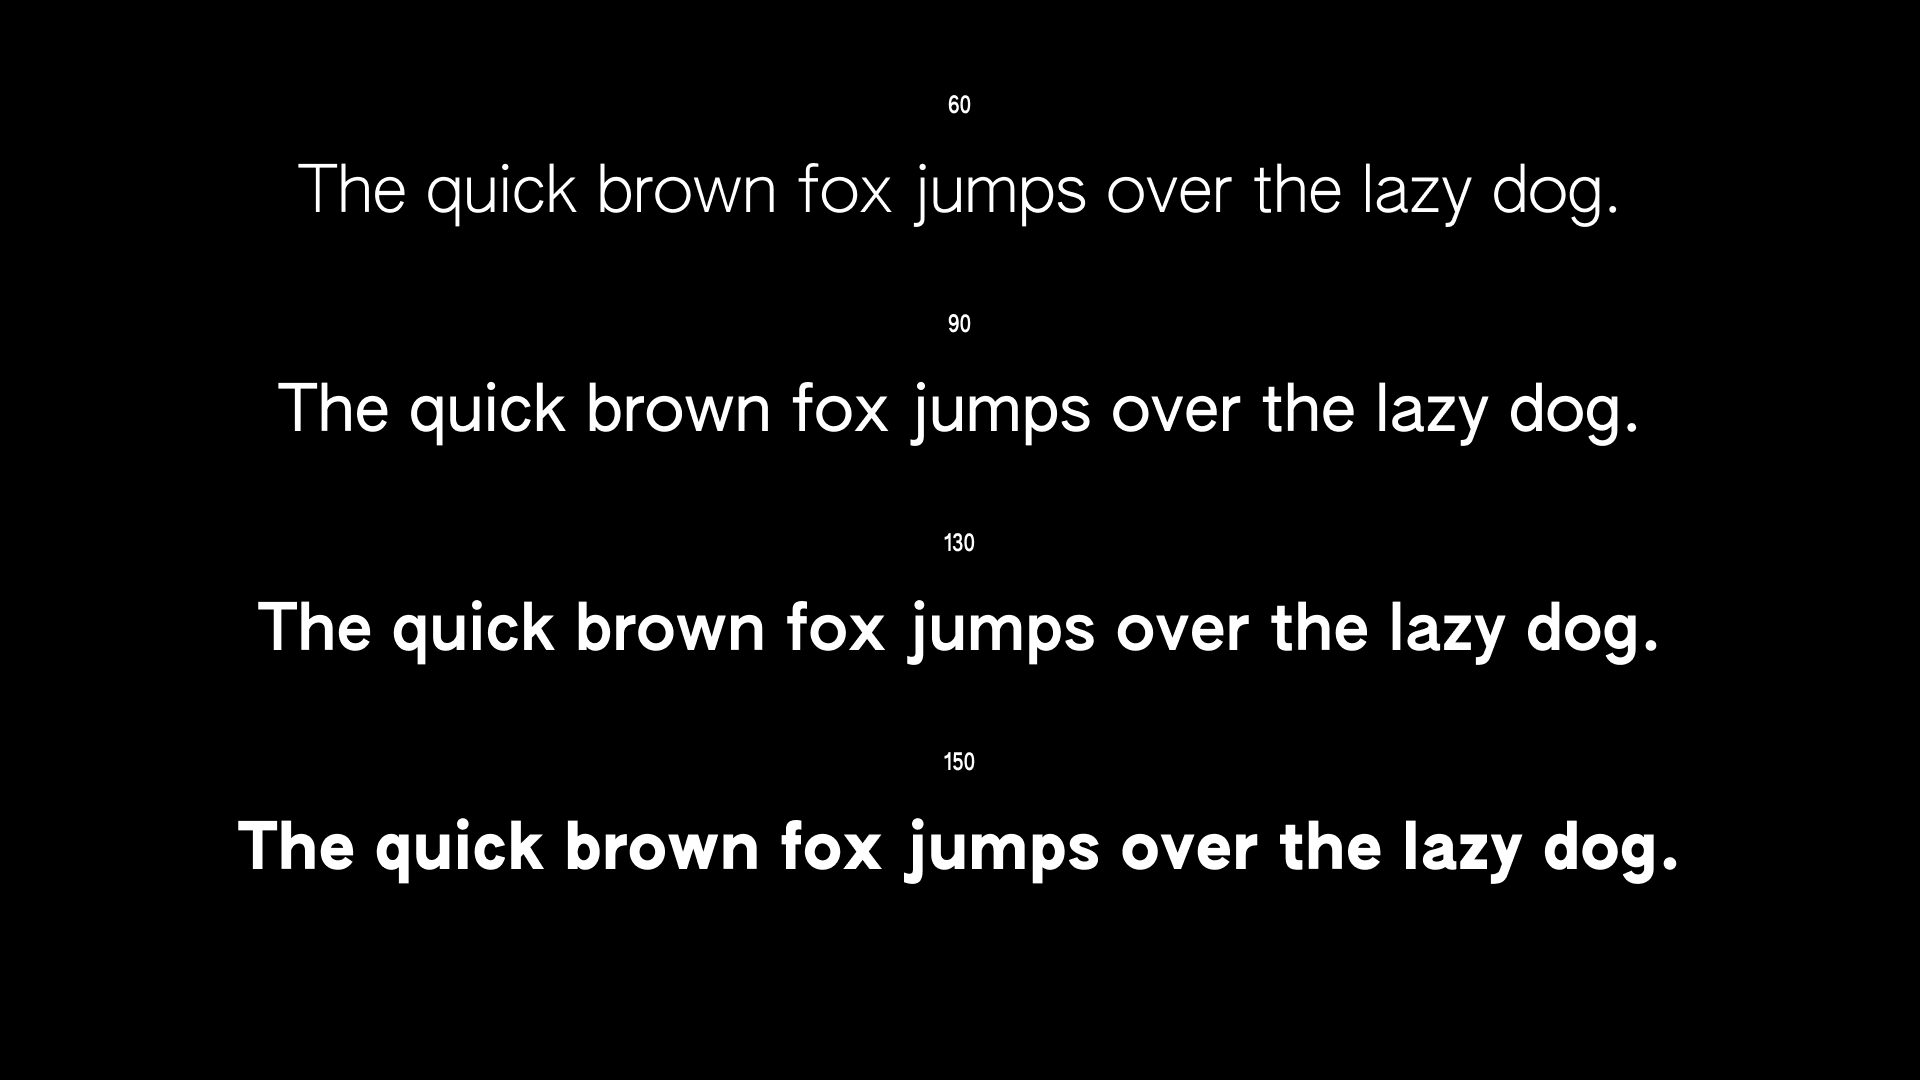 60
The quick brown fox jumps over the lazy dog.
90
The quick brown fox jumps over the lazy dog.
130
The quick brown fox jumps over the lazy dog.
150
The quick brown fox jumps over the lazy dog.